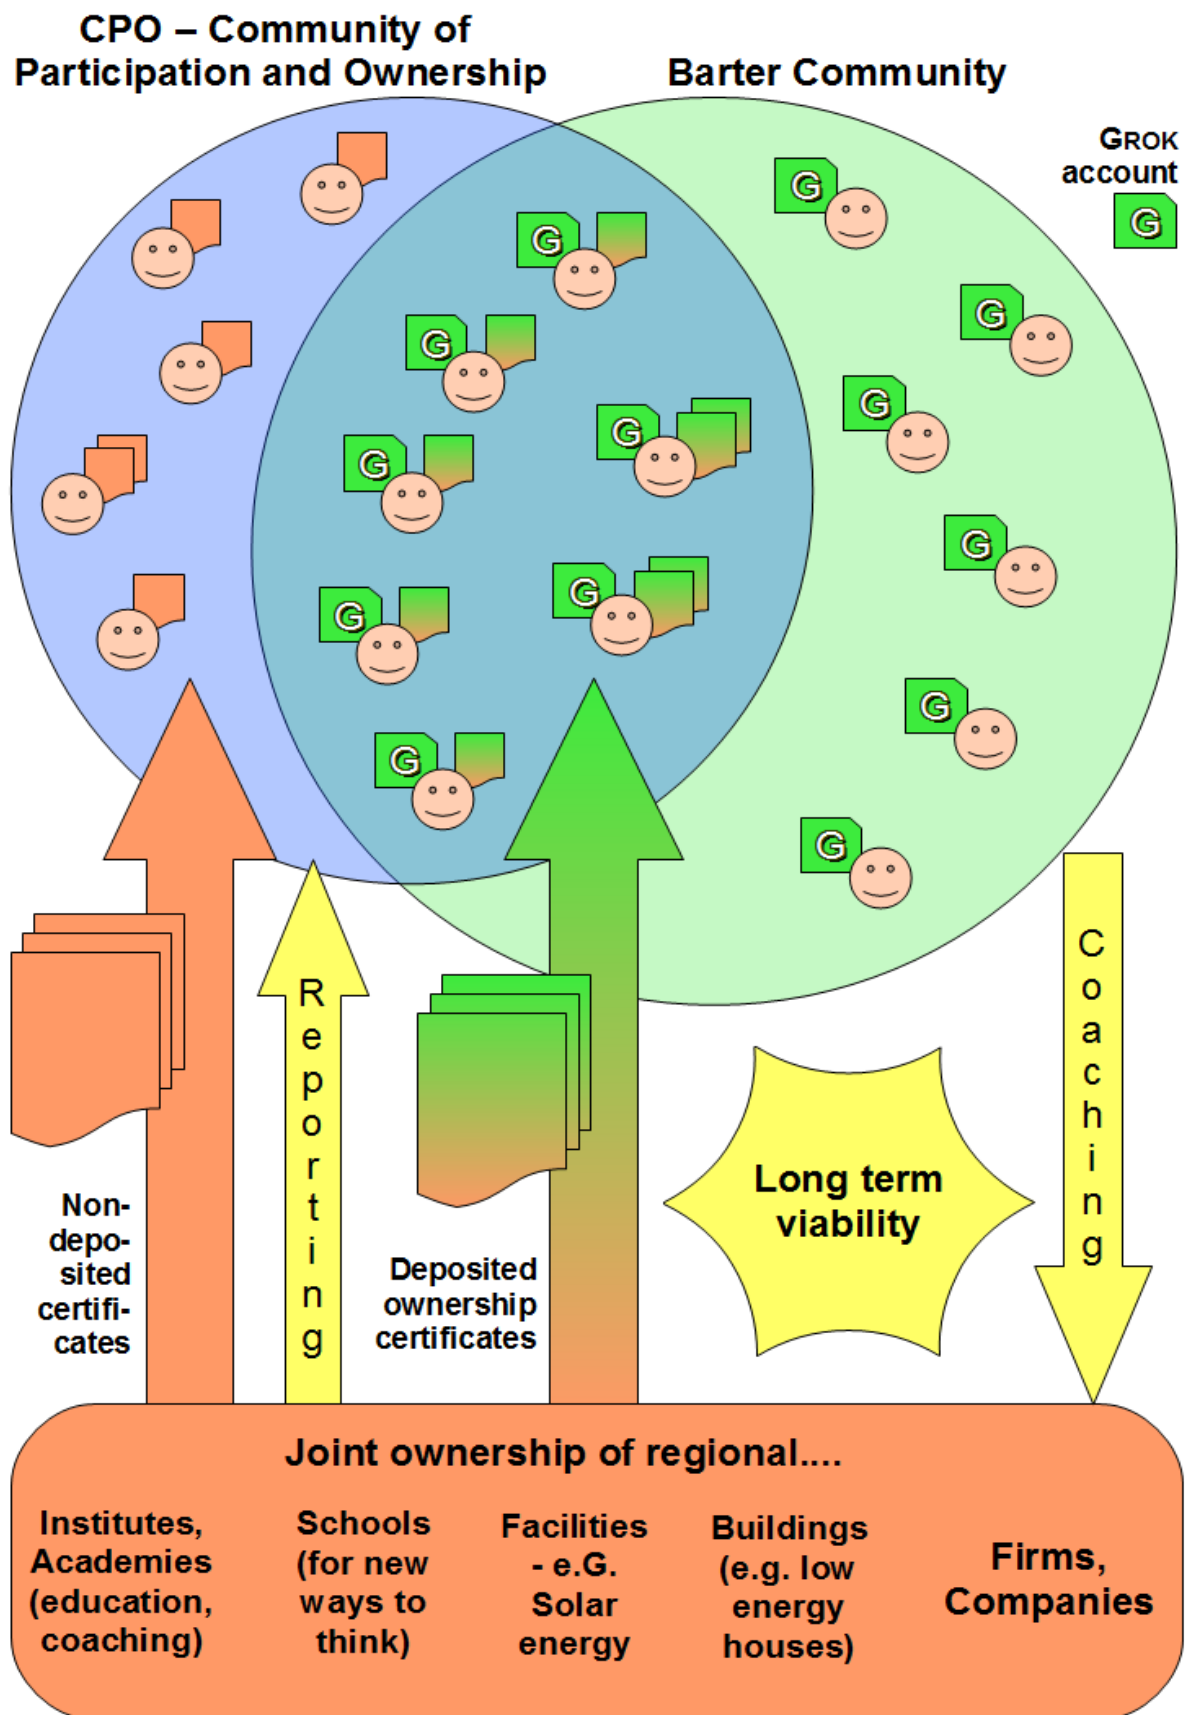 CPO – Community of
Participation and Ownership
Barter Community
GROK
account
G
G
G
G
G
G
G
G
G
G
G
G
G
G
Reporting
Coaching
Long term
viability
Non-
depo-
sited
certifi-
cates
Deposited
ownership
certificates
Joint ownership of regional....
Institutes,
Academies
(education,
coaching)
Schools
(for new
ways to
think)
Facilities
- e.G.
Solar
energy
Buildings
(e.g. low
energy
houses)
Firms,
Companies